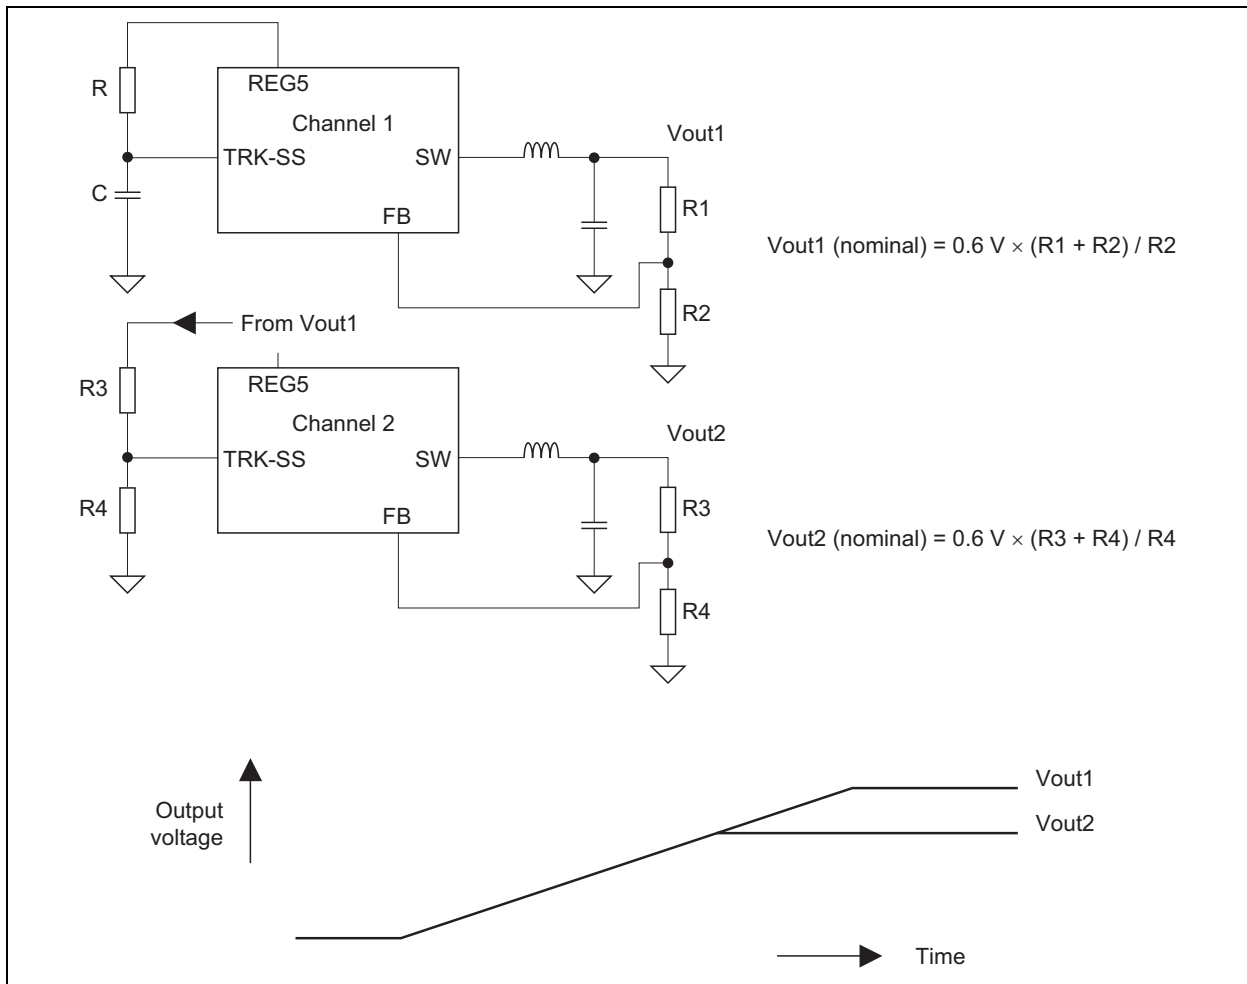 REG5
R
Channel 1
Vout1
TRK-SS
SW
C
R1
FB
Vout1 (nominal) = 0.6 V × (R1 + R2) / R2
R2
From Vout1
R3
REG5
Channel 2
Vout2
TRK-SS
SW
R4
R3
FB
Vout2 (nominal) = 0.6 V × (R3 + R4) / R4
R4
Output
voltage
Vout1
Vout2
Time